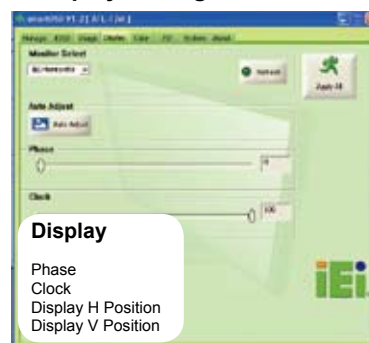 Monitor Select
Refresh
Apply All
Auto Adjust
Auto Adjust
Phase
Clock
100
Display
Phase
Clock
Display H Position
Display V Position
iEi